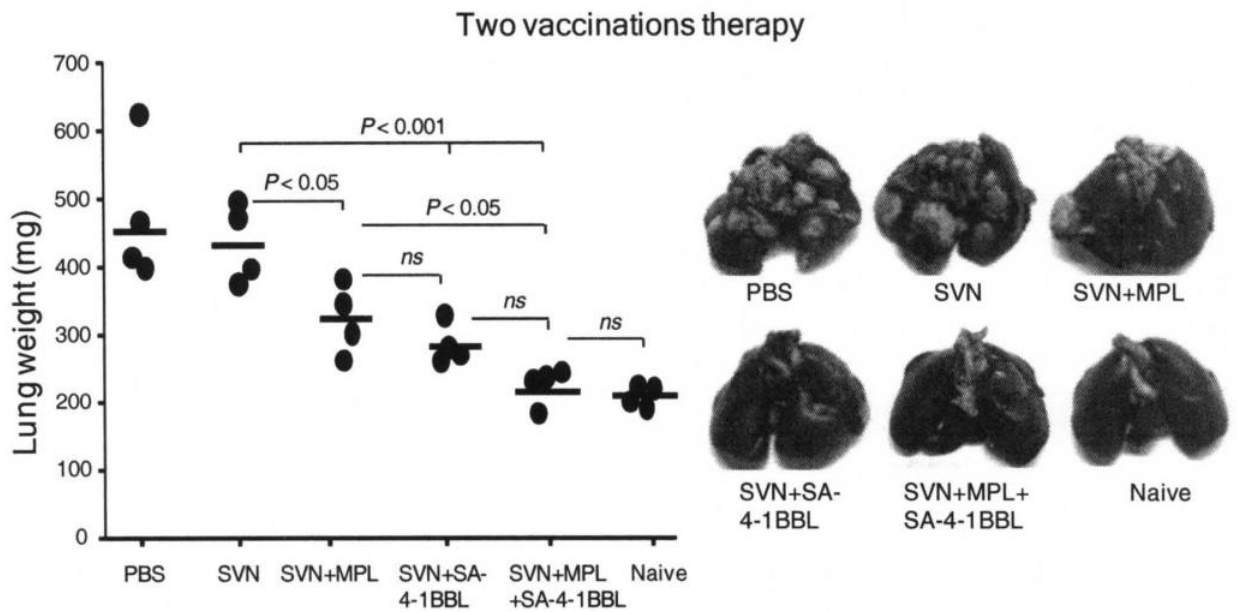 Two vaccinations therapy
Lung weight (mg)
700
600
500
400
300
200
100
0
P< 0.001
P< 0.05
P< 0.05
ns
ns
ns
PBS
SVN
SVN+MPL
SVN+SA-
4-1BBL
SVN+MPL
+SA-4-1BBL
Naive
PBS
SVN
SVN+MPL
SVN+SA-
4-1BBL
SVN+MPL+
SA-4-1BBL
Naive